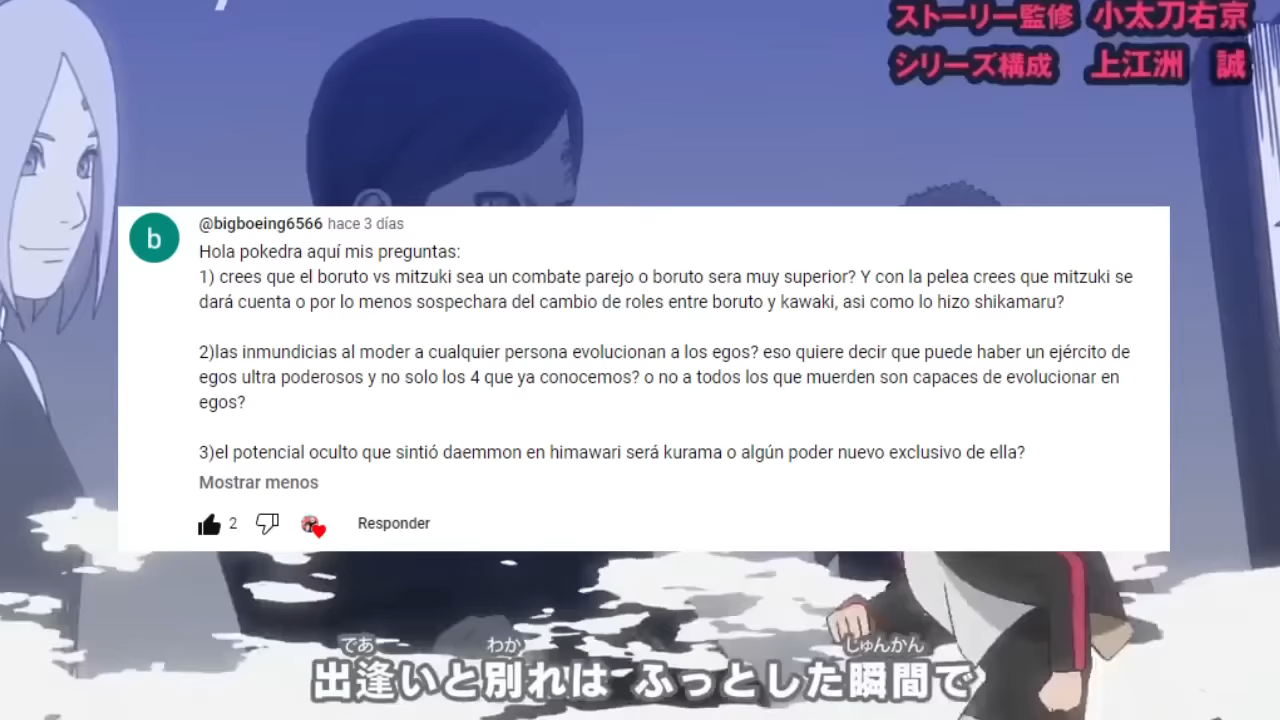 ストーリー監修 小太刀右京
シリーズ構成 上江洲 誠
b
@bigboeing6566 hace 3 días
Hola pokedra aquí mis preguntas:
1) crees que el boruto vs mitzuki sea un combate parejo o boruto sera muy superior? Y con la pelea crees que mitzuki se
dará cuenta o por lo menos sospechara del cambio de roles entre boruto y kawaki, asi como lo hizo shikamaru?
2)las inmundicias al moder a cualquier persona evolucionan a los egos? eso quiere decir que puede haber un ejército de
egos ultra poderosos y no solo los 4 que ya conocemos? o no a todos los que muerden son capaces de evolucionar en
egos?
3)el potencial oculto que sintió daemmon en himawari será kurama o algún poder nuevo exclusivo de ella?
Mostrar menos
2 Responder
であ わか じゅんかん
出逢いと別れは ふっとした瞬間で